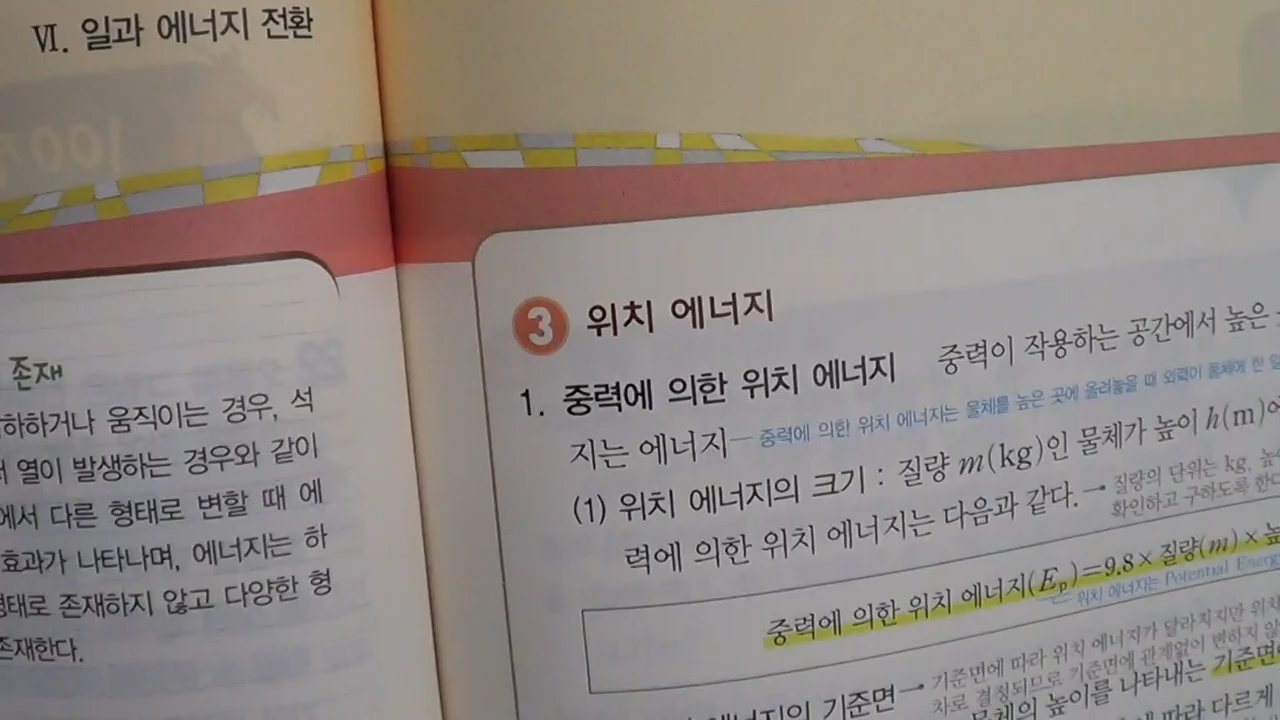 Ⅵ. 일과 에너지 전환
존재
하하거나 움직이는 경우, 석
열이 발생하는 경우와 같이
에서 다른 형태로 변할 때 에
효과가 나타나며, 에너지는 하
형태로 존재하지 않고 다양한 형
존재한다.
3 위치 에너지
1. 중력에 의한 위치 에너지 중력이 작용하는 공간에서 높은
지는 에너지 ─ 중력에 의한 위치 에너지는 물체를 높은 곳에 올려놓을 때 외력이 물체에 한 일
(1) 위치 에너지의 크기 : 질량 m(kg)인 물체가 높이 h(m)에
력에 의한 위치 에너지는 다음과 같다. → 질량의 단위는 kg, 높
확인하고 구하도록 한다
중력에 의한 위치 에너지(Ep)=9.8×질량(m)×높
위치 에너지는 Potential Energy
기준면 → 기준면에 따라 위치 에너지가 달라지지만 위치
차로 결정되므로 기준면에 관계없이 변하지 않
물체의 높이를 나타내는 기준면
따라 다르게